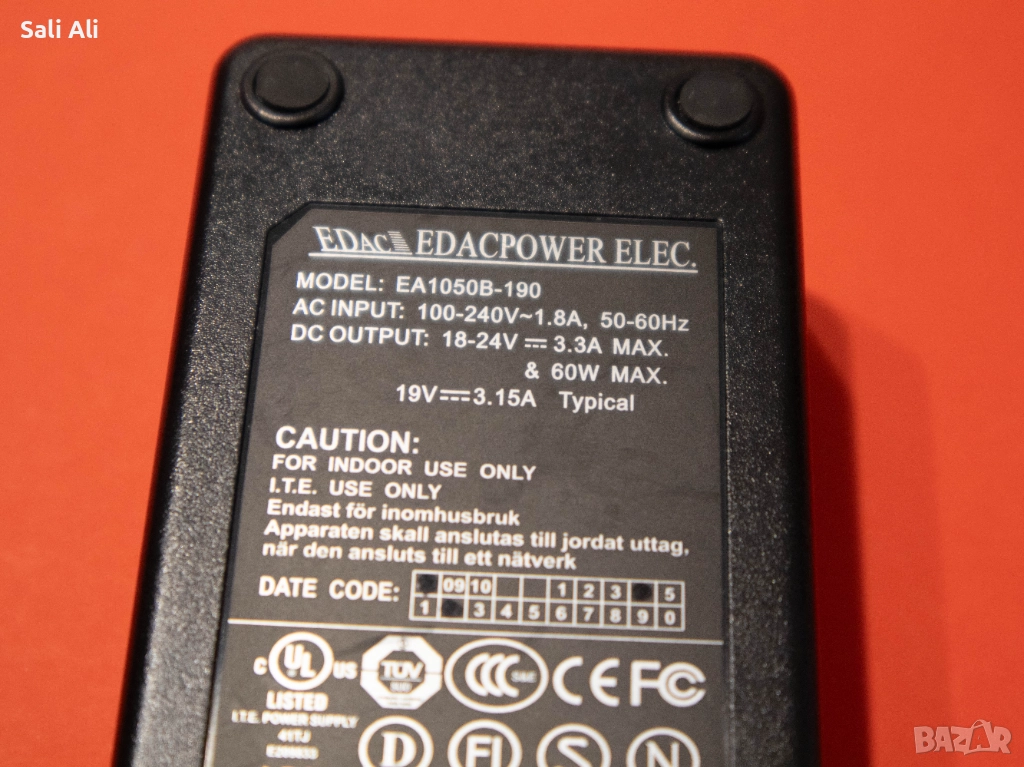 Sali Ali
EDAC EDACPOWER ELEC.
MODEL: EA1050B-190
AC INPUT: 100-240V~1.8A, 50-60Hz
DC OUTPUT: 18-24V ⎓ 3.3A MAX.
& 60W MAX.
19V⎓3.15A Typical
CAUTION:
FOR INDOOR USE ONLY
I.T.E. USE ONLY
Endast för inomhusbruk
Apparaten skall anslutas till jordat uttag,
när den ansluts till ett nätverk
DATE CODE: 09 10 1 2 3 5
1 3 4 5 6 7 8 9 0
C UL US TÜV CCC S&E CE FC
LISTED
I.T.E. POWER SUPPLY
41TJ
D FI S N
BAZAR